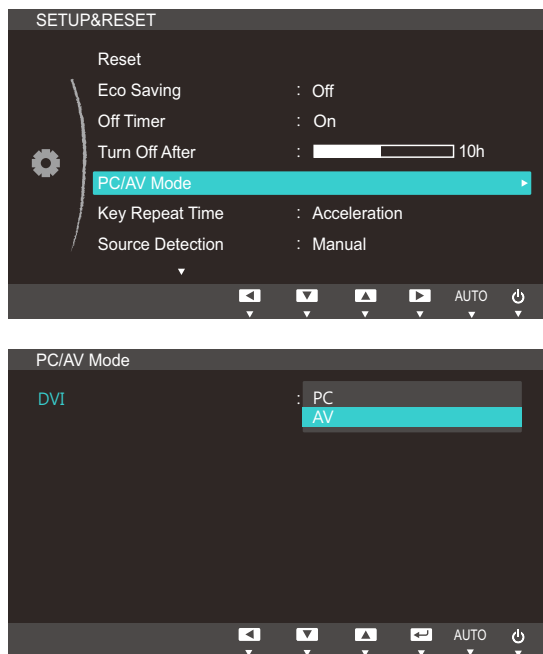 SETUP&RESET
Reset
Eco Saving : Off
Off Timer : On
Turn Off After : 10h
PC/AV Mode
Key Repeat Time : Acceleration
Source Detection : Manual
AUTO
PC/AV Mode
DVI : PC
AV
AUTO